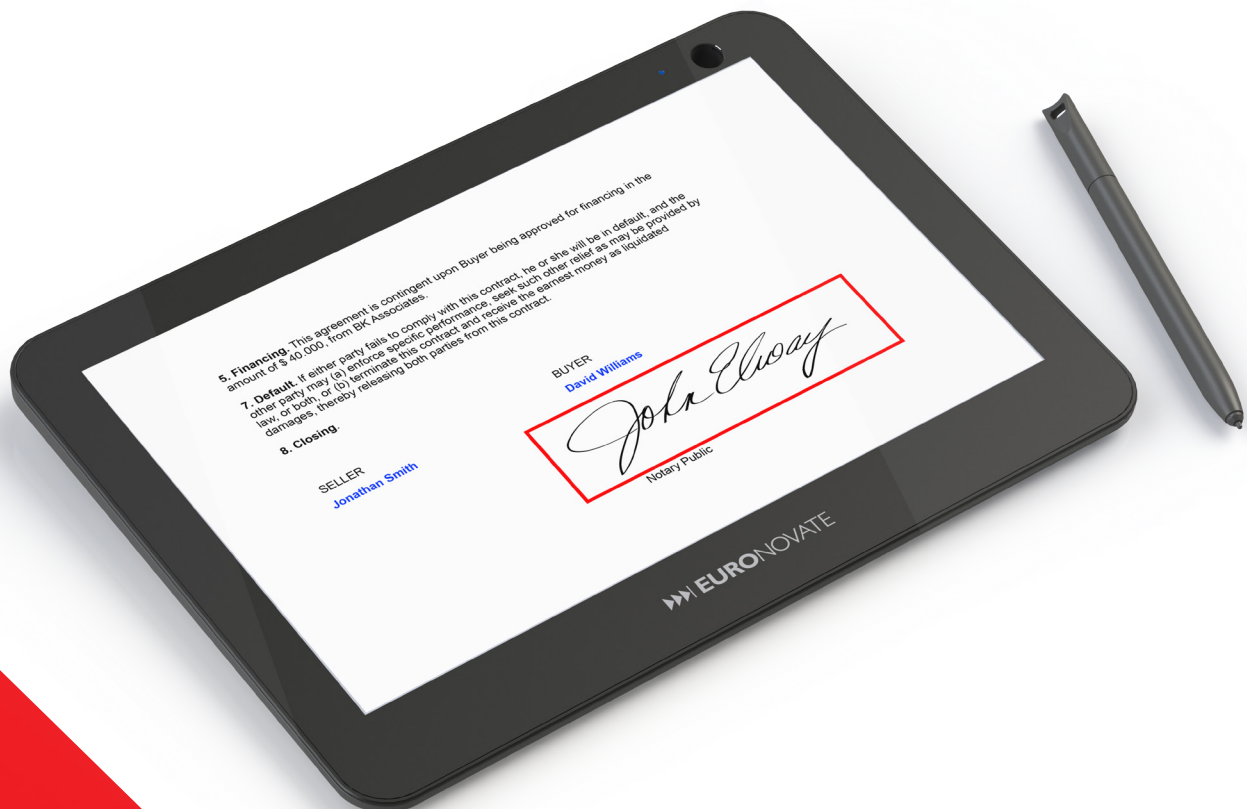 5. Financing. This agreement is contingent upon Buyer being approved for financing in the
amount of $ 40,000, from BK Associates.
7. Default. If either party fails to comply with this contract, he or she will be in default, and the
other party may (a) enforce specific performance, seek such other relief as may be provided by
law, or both, or (b) terminate this contract and receive the earnest money as liquidated
damages, thereby releasing both parties from this contract.
8. Closing.
SELLER
Jonathan Smith
BUYER
David Williams
John Elway
Notary Public
EURONOVATE